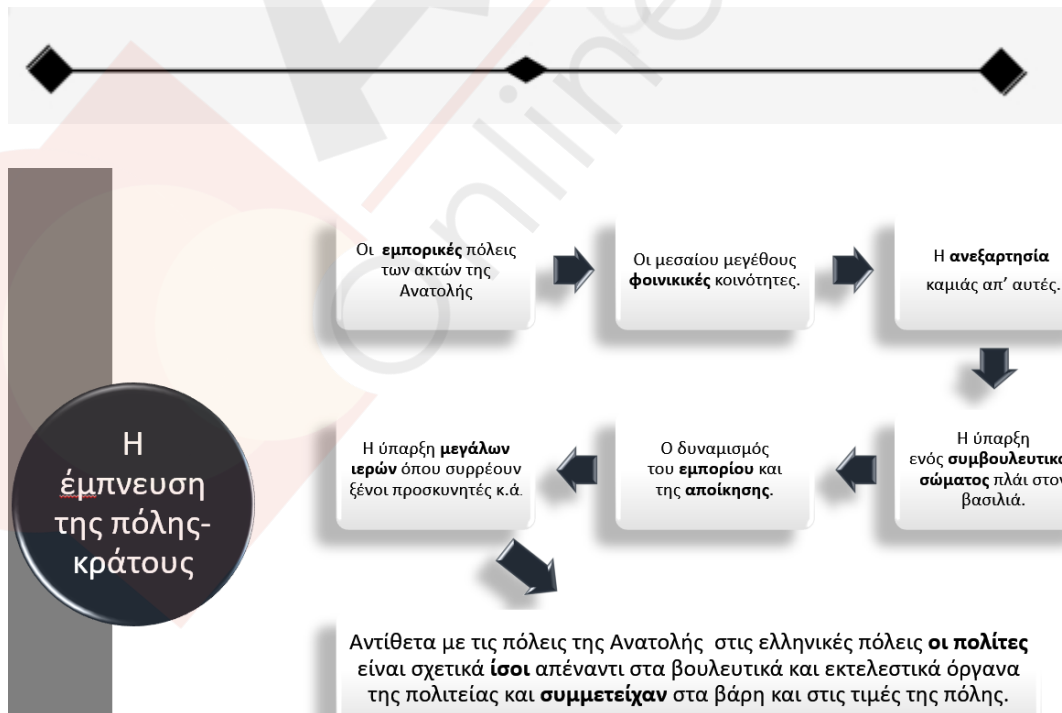 Online
Οι εμπορικές πόλεις
των ακτών της
Ανατολής
Οι μεσαίου μεγέθους
φοινικικές κοινότητες.
Η ανεξαρτησία
καμιάς απ’ αυτές.
Η ύπαρξη
ενός συμβουλευτικο
σώματος πλάι στον
βασιλιά.
Ο δυναμισμός
του εμπορίου και
της αποίκησης.
Η ύπαρξη μεγάλων
ιερών όπου συρρέουν
ξένοι προσκυνητές κ.ά.
Η
έμπνευση
της πόλης-
κράτους
Αντίθετα με τις πόλεις της Ανατολής στις ελληνικές πόλεις οι πολίτες
είναι σχετικά ίσοι απέναντι στα βουλευτικά και εκτελεστικά όργανα
της πολιτείας και συμμετείχαν στα βάρη και στις τιμές της πόλης.